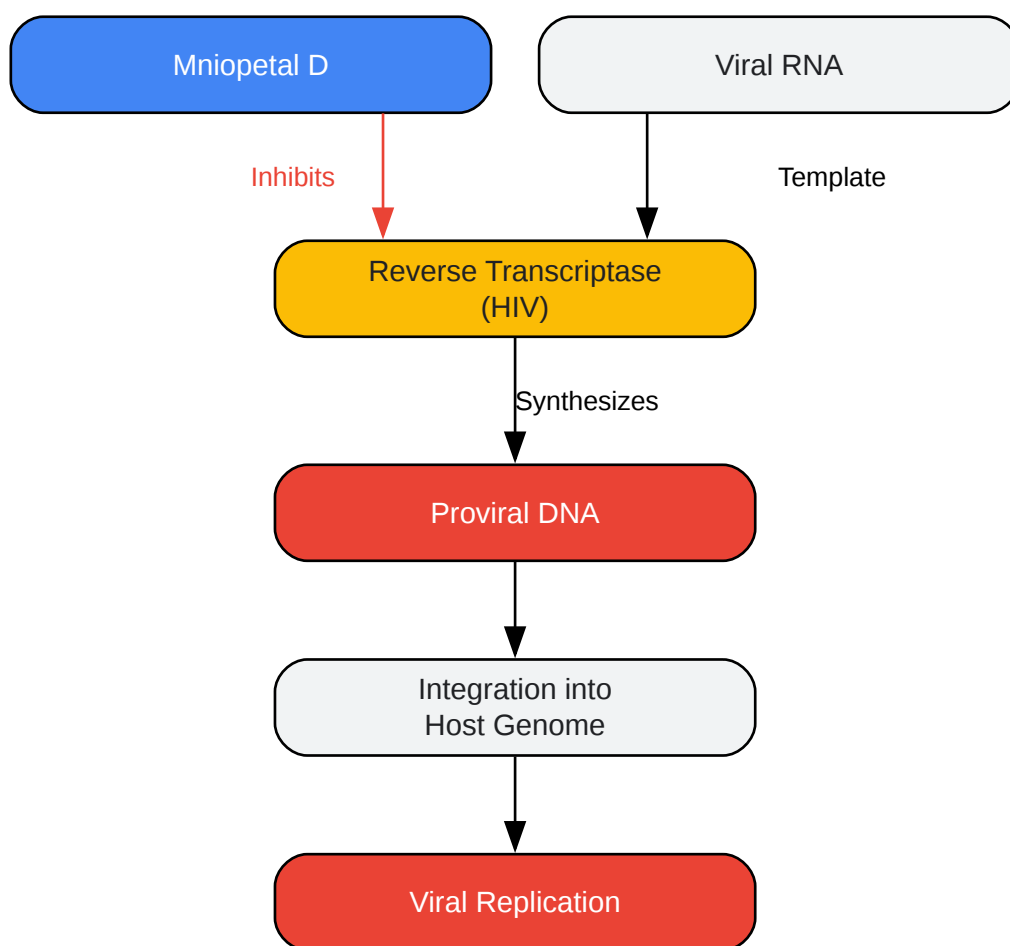 Mniopetal D
Viral RNA
Inhibits
Template
Reverse Transcriptase
(HIV)
Synthesizes
Proviral DNA
Integration into
Host Genome
Viral Replication